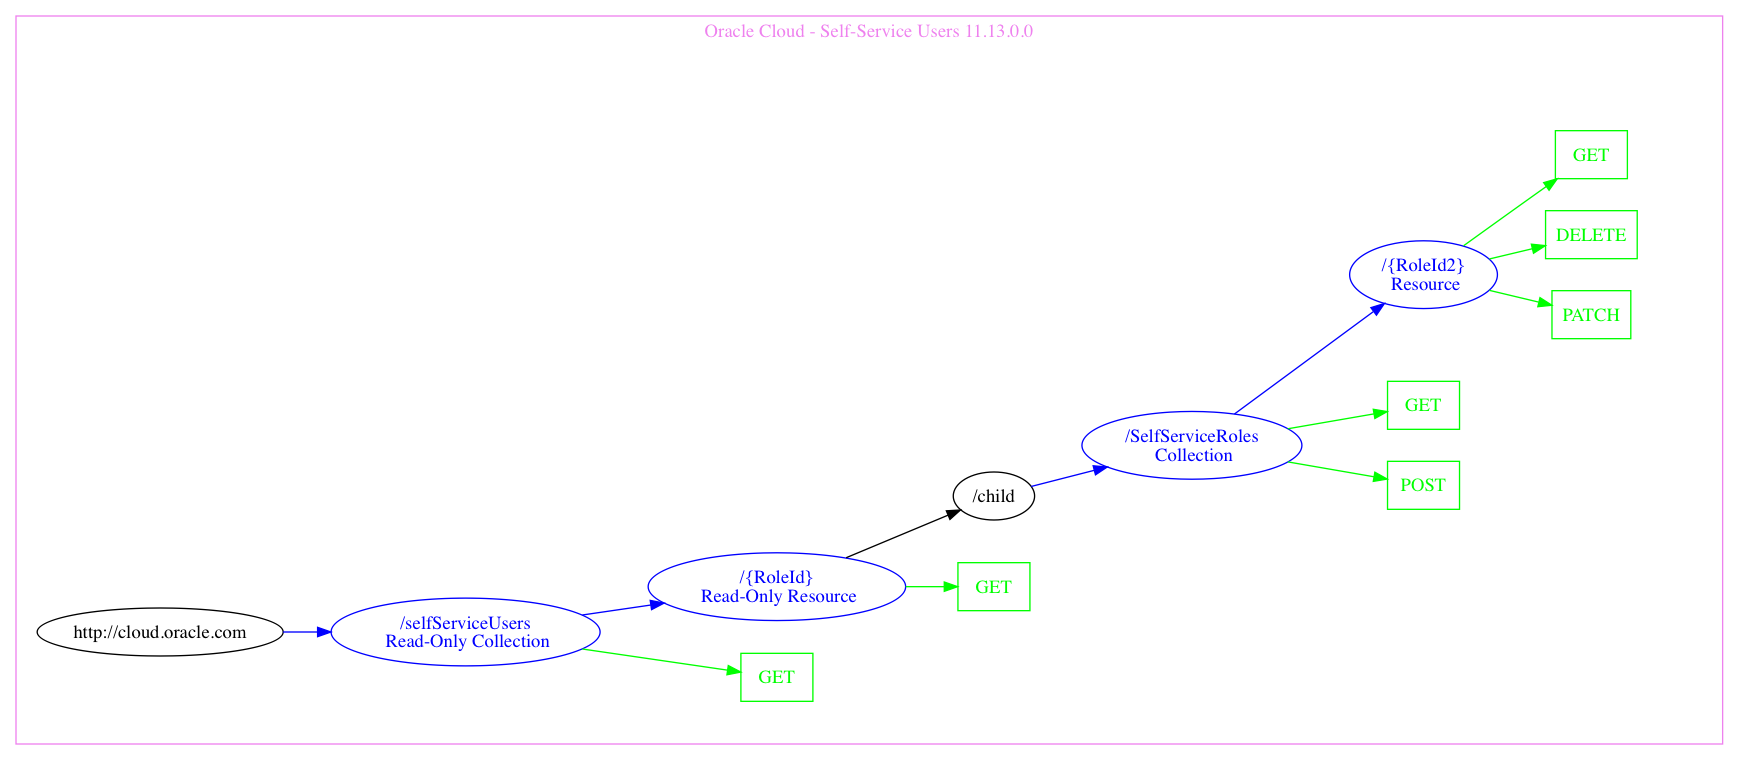 Oracle Cloud - Self-Service Users 11.13.0.0
http://cloud.oracle.com
/selfServiceUsers
Read-Only Collection
GET
/{RoleId}
Read-Only Resource
GET
/child
/SelfServiceRoles
Collection
GET
POST
/{RoleId2}
Resource
GET
DELETE
PATCH